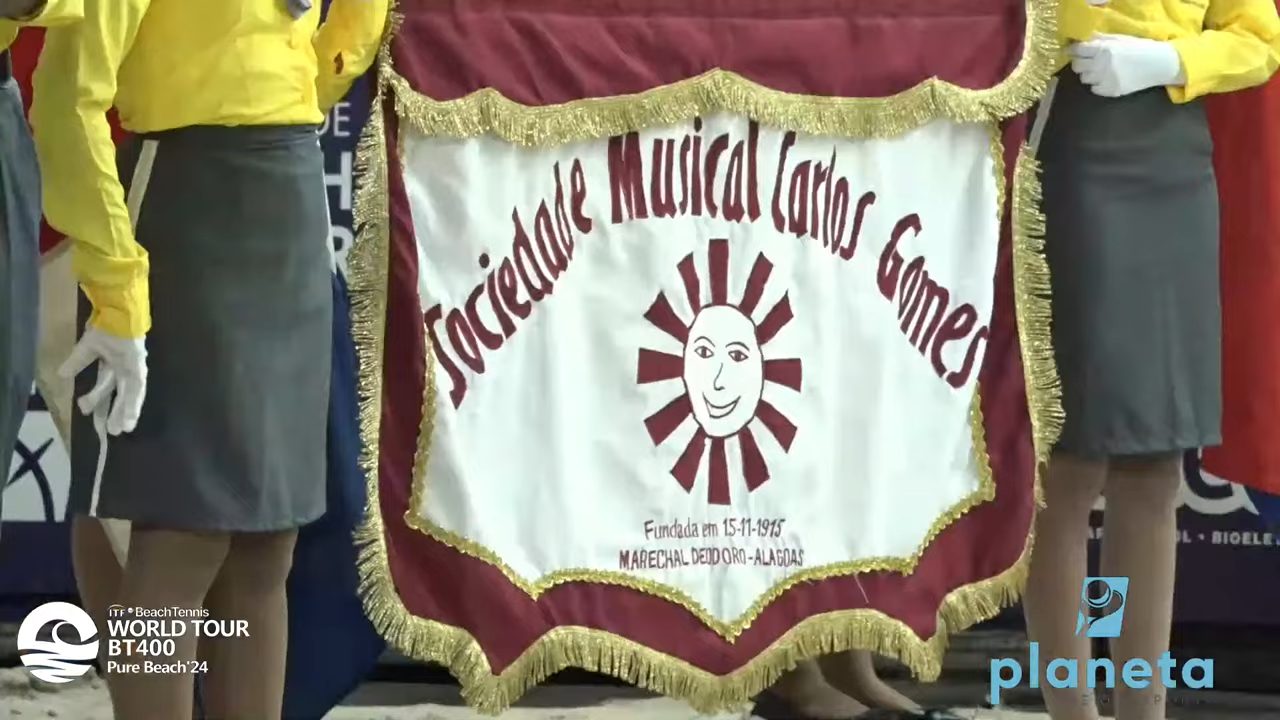 Sociedade Musical Carlos Gomes
Fundada em 15-11-1915
MARECHAL DEODORO-ALAGOAS
DE
ITF BeachTennis
WORLD TOUR
BT400
Pure Beach'24
planeta